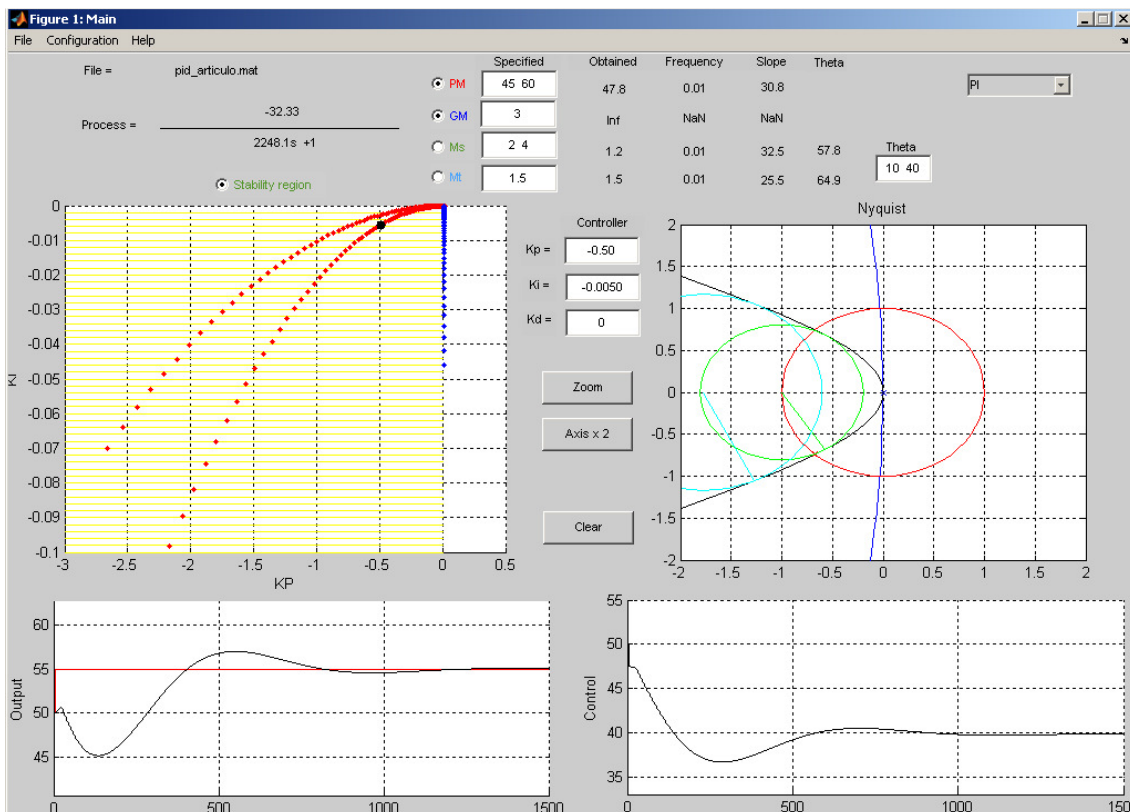 Figure 1: Main
File Configuration Help
File = pid_articulo.mat
Process = -32.33
2248.1s +1
Stability region
Specified Obtained Frequency Slope Theta
PM 45 60 47.8 0.01 30.8
GM 3 Inf NaN NaN
Ms 2 4 1.2 0.01 32.5 57.8
Mt 1.5 1.5 0.01 25.5 64.9
Theta
10 40
PI
0
-0.01
-0.02
-0.03
-0.04
-0.05
-0.06
-0.07
-0.08
-0.09
-0.1
KI
-3 -2.5 -2 -1.5 -1 -0.5 0 0.5
KP
Controller
Kp = -0.50
Ki = -0.0050
Kd = 0
Zoom
Axis x 2
Clear
Nyquist
2
1.5
1
0.5
0
-0.5
-1
-1.5
-2
-2 -1.5 -1 -0.5 0 0.5 1 1.5 2
60
55
50
45
Output
0 500 1000 1500
55
50
45
40
35
Control
0 500 1000 1500